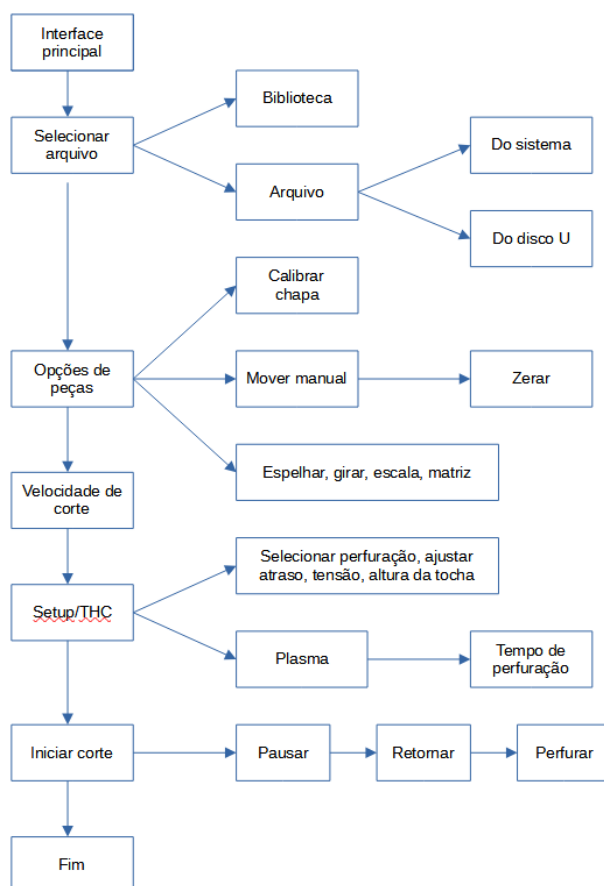 Interface
principal
Biblioteca
Selecionar
arquivo
Do sistema
Arquivo
Do disco U
Calibrar
chapa
Opções de
peças
Mover manual
Zerar
Espelhar, girar, escala, matriz
Velocidade de
corte
Selecionar perfuração, ajustar
atraso, tensão, altura da tocha
Setup/THC
Plasma
Tempo de
perfuração
Iniciar corte
Pausar
Retornar
Perfurar
Fim